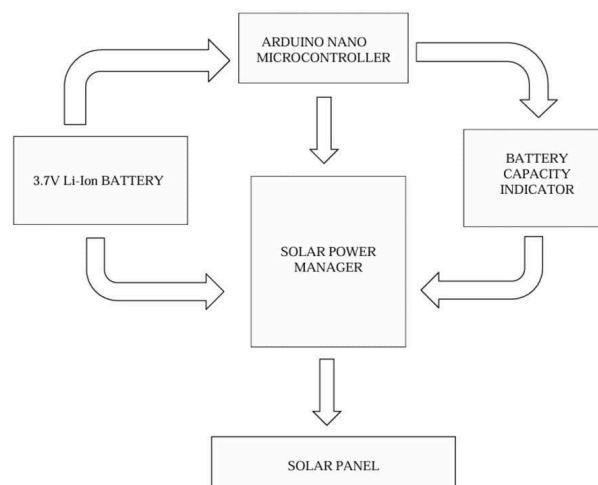 ARDUINO NANO
MICROCONTROLLER
3.7V Li-Ion BATTERY
BATTERY
CAPACITY
INDICATOR
SOLAR POWER
MANAGER
SOLAR PANEL